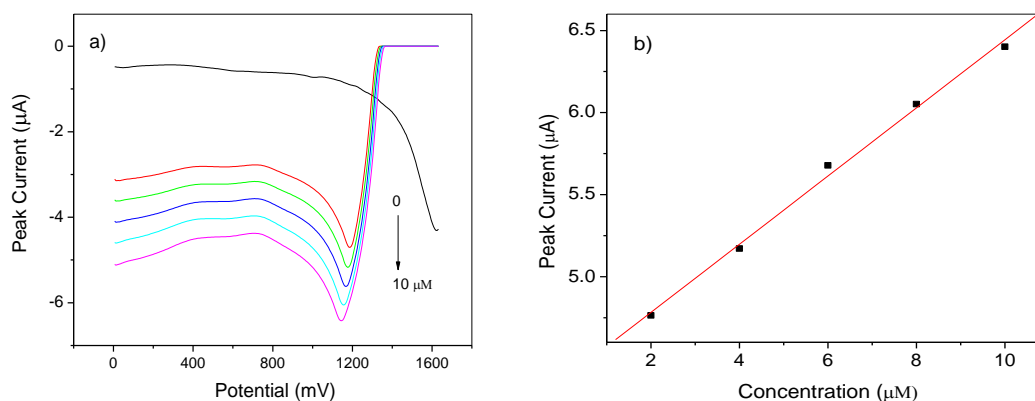 a)
0
-2
-4
-6
Peak Current (μA)
0
10 μM
0
400
800
1200
1600
Potential (mV)
b)
6.5
6.0
5.5
5.0
Peak Current (μA)
2
4
6
8
10
Concentration (μM)